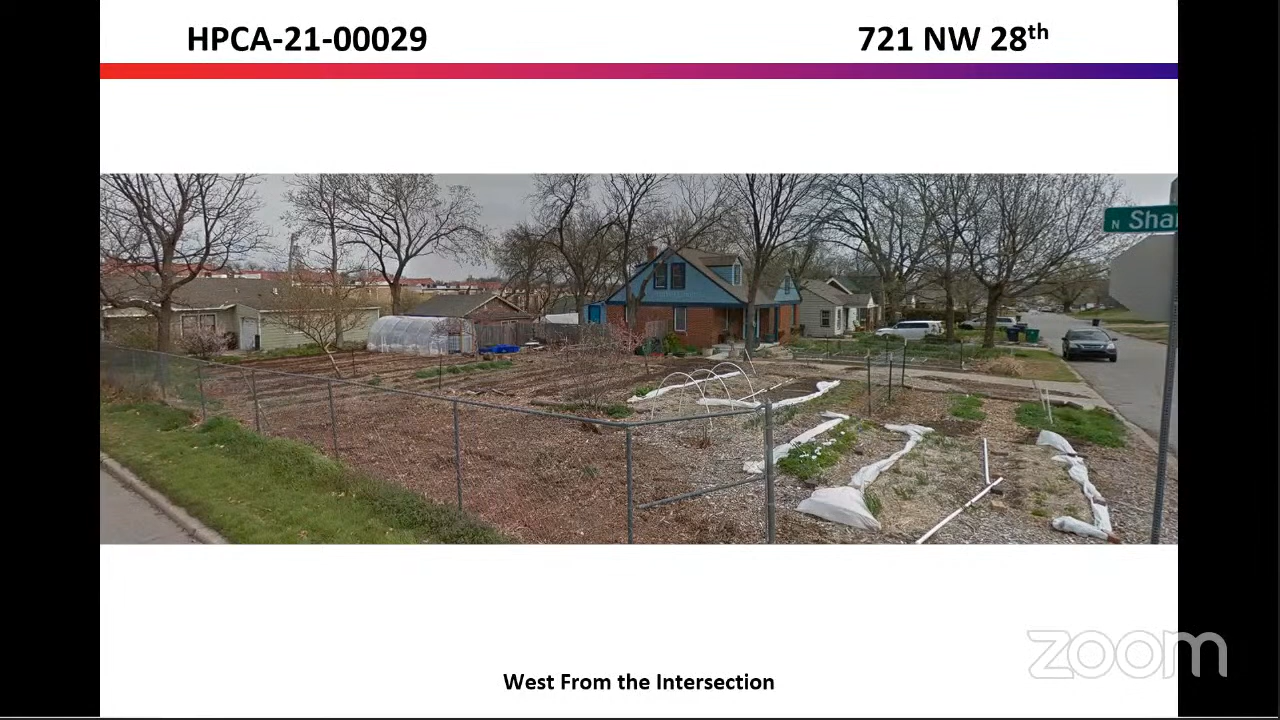 HPCA-21-00029
721 NW 28th
N Sha
West From the Intersection
zoom